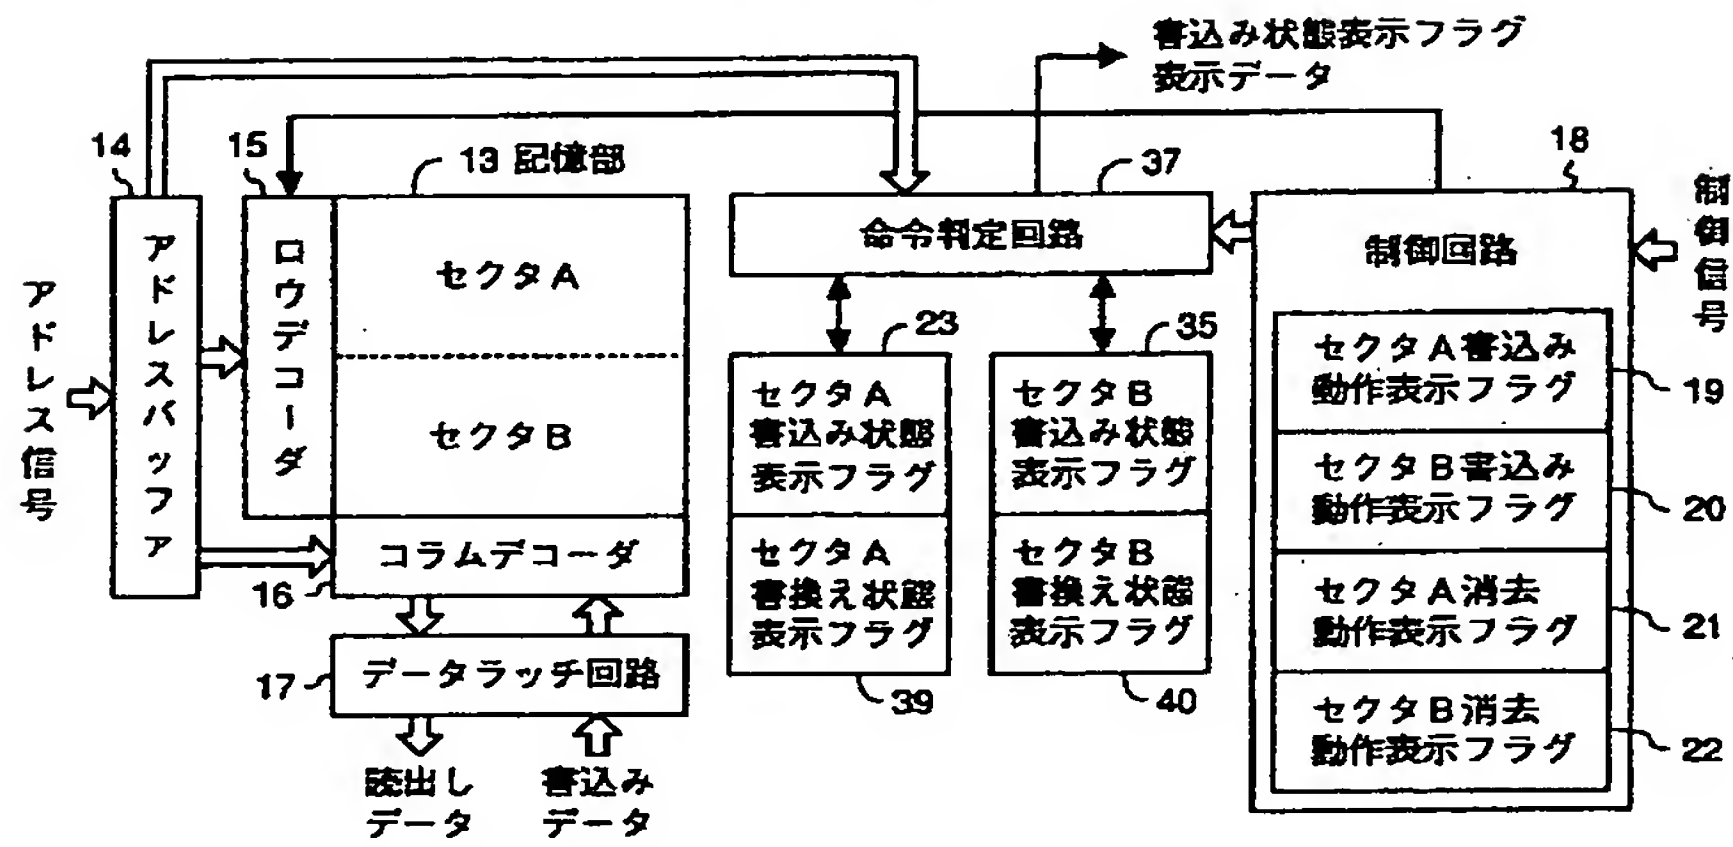 書込み状態表示フラグ
表示データ
14
15
13 記憶部
37
18
制御信号
アドレス信号
アドレスバッファ
ロウデコーダ
セクタA
セクタB
命令判定回路
制御回路
23
35
セクタA
書込み状態
表示フラグ
セクタB
書込み状態
表示フラグ
セクタA書込み
動作表示フラグ
19
セクタB書込み
動作表示フラグ
20
コラムデコーダ
16
セクタA
書換え状態
表示フラグ
セクタB
書換え状態
表示フラグ
セクタA消去
動作表示フラグ
21
17
データラッチ回路
39
40
セクタB消去
動作表示フラグ
22
読出し
データ
書込み
データ